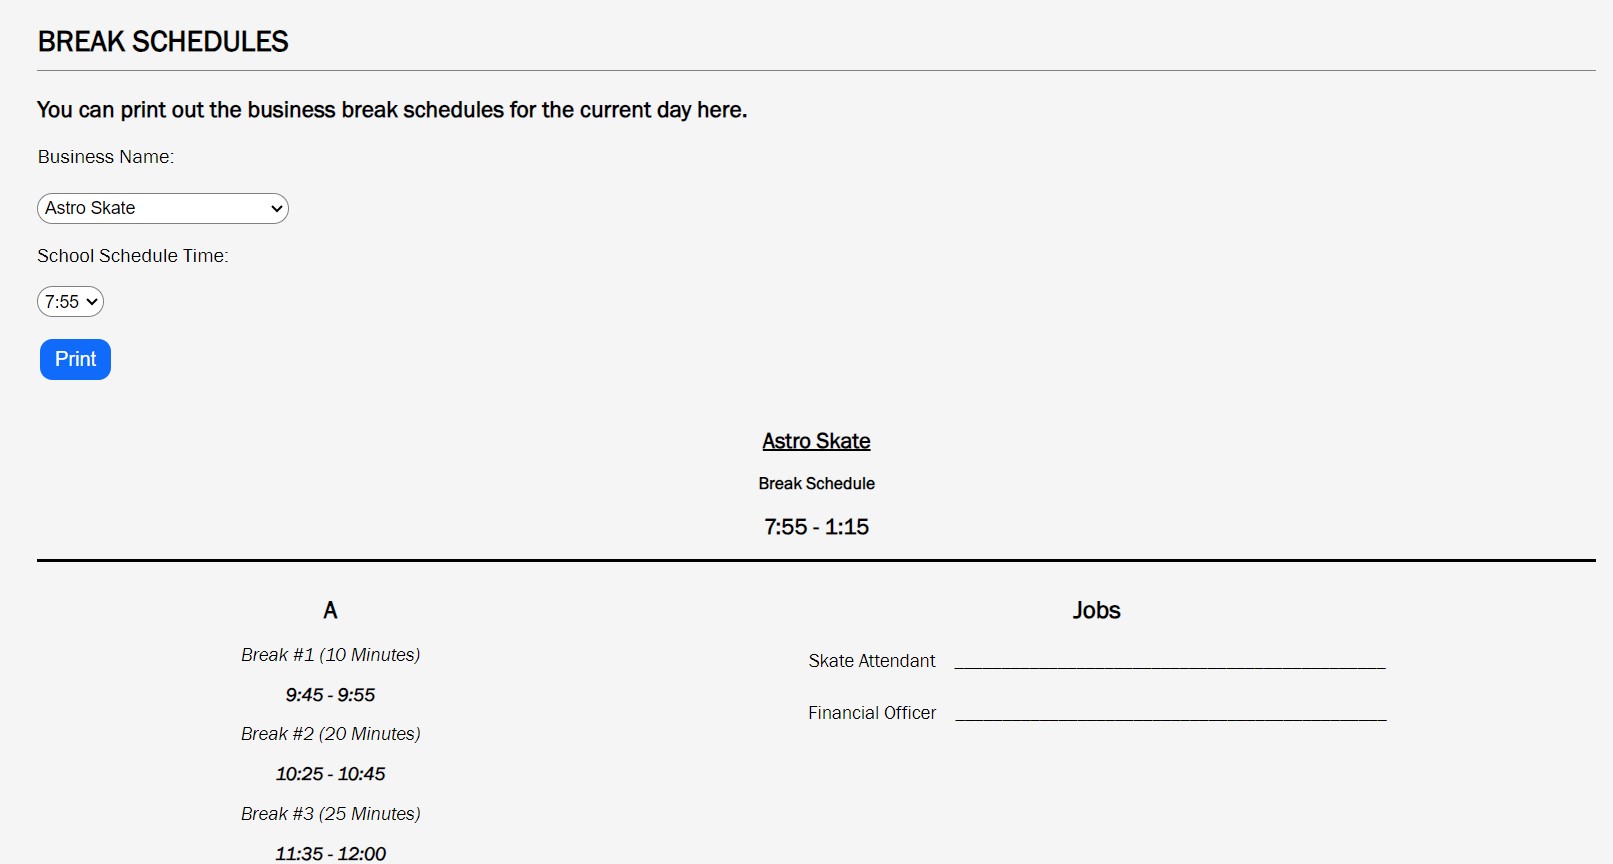 BREAK SCHEDULES
You can print out the business break schedules for the current day here.
Business Name:
Astro Skate
School Schedule Time:
7:55
Print
Astro Skate
Break Schedule
7:55 - 1:15
A
Break #1 (10 Minutes)
9:45 - 9:55
Break #2 (20 Minutes)
10:25 - 10:45
Break #3 (25 Minutes)
11:35 - 12:00
Jobs
Skate Attendant ___________________________________________
Financial Officer ___________________________________________